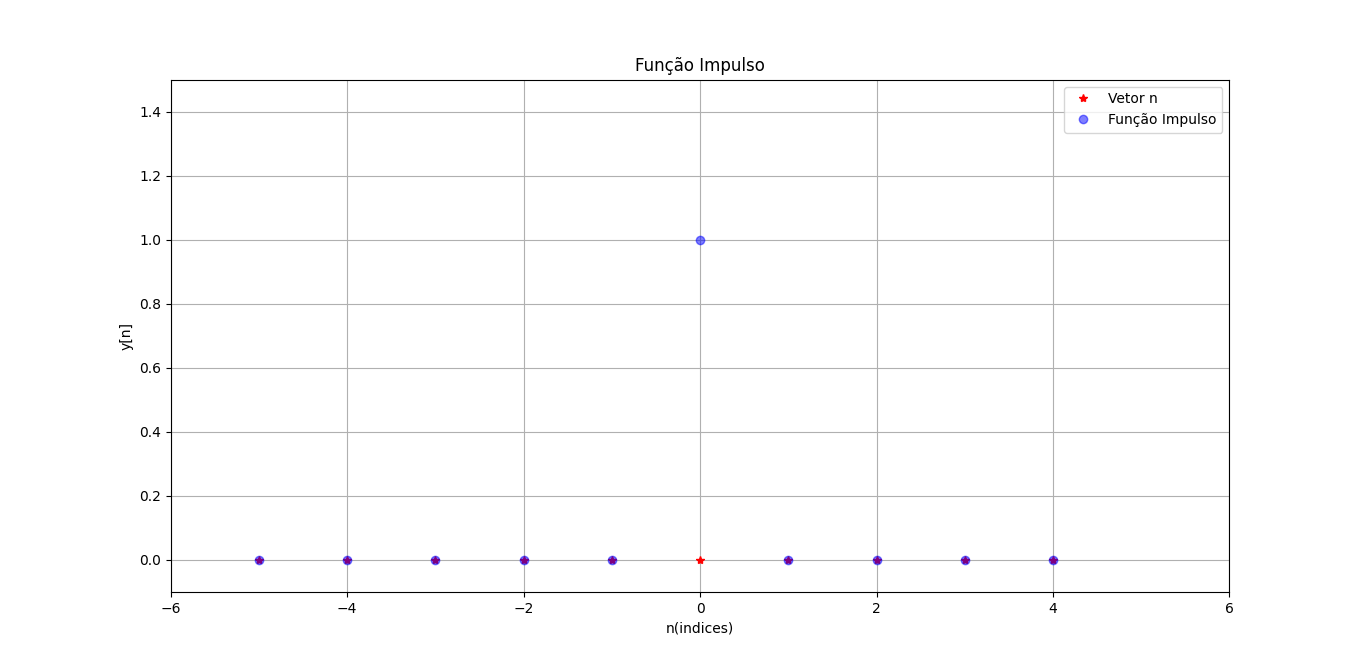 Função Impulso
Vetor n
Função Impulso
1.4
1.2
1.0
0.8
0.6
0.4
0.2
0.0
y[n]
−6 −4 −2 0 2 4 6
n(indices)